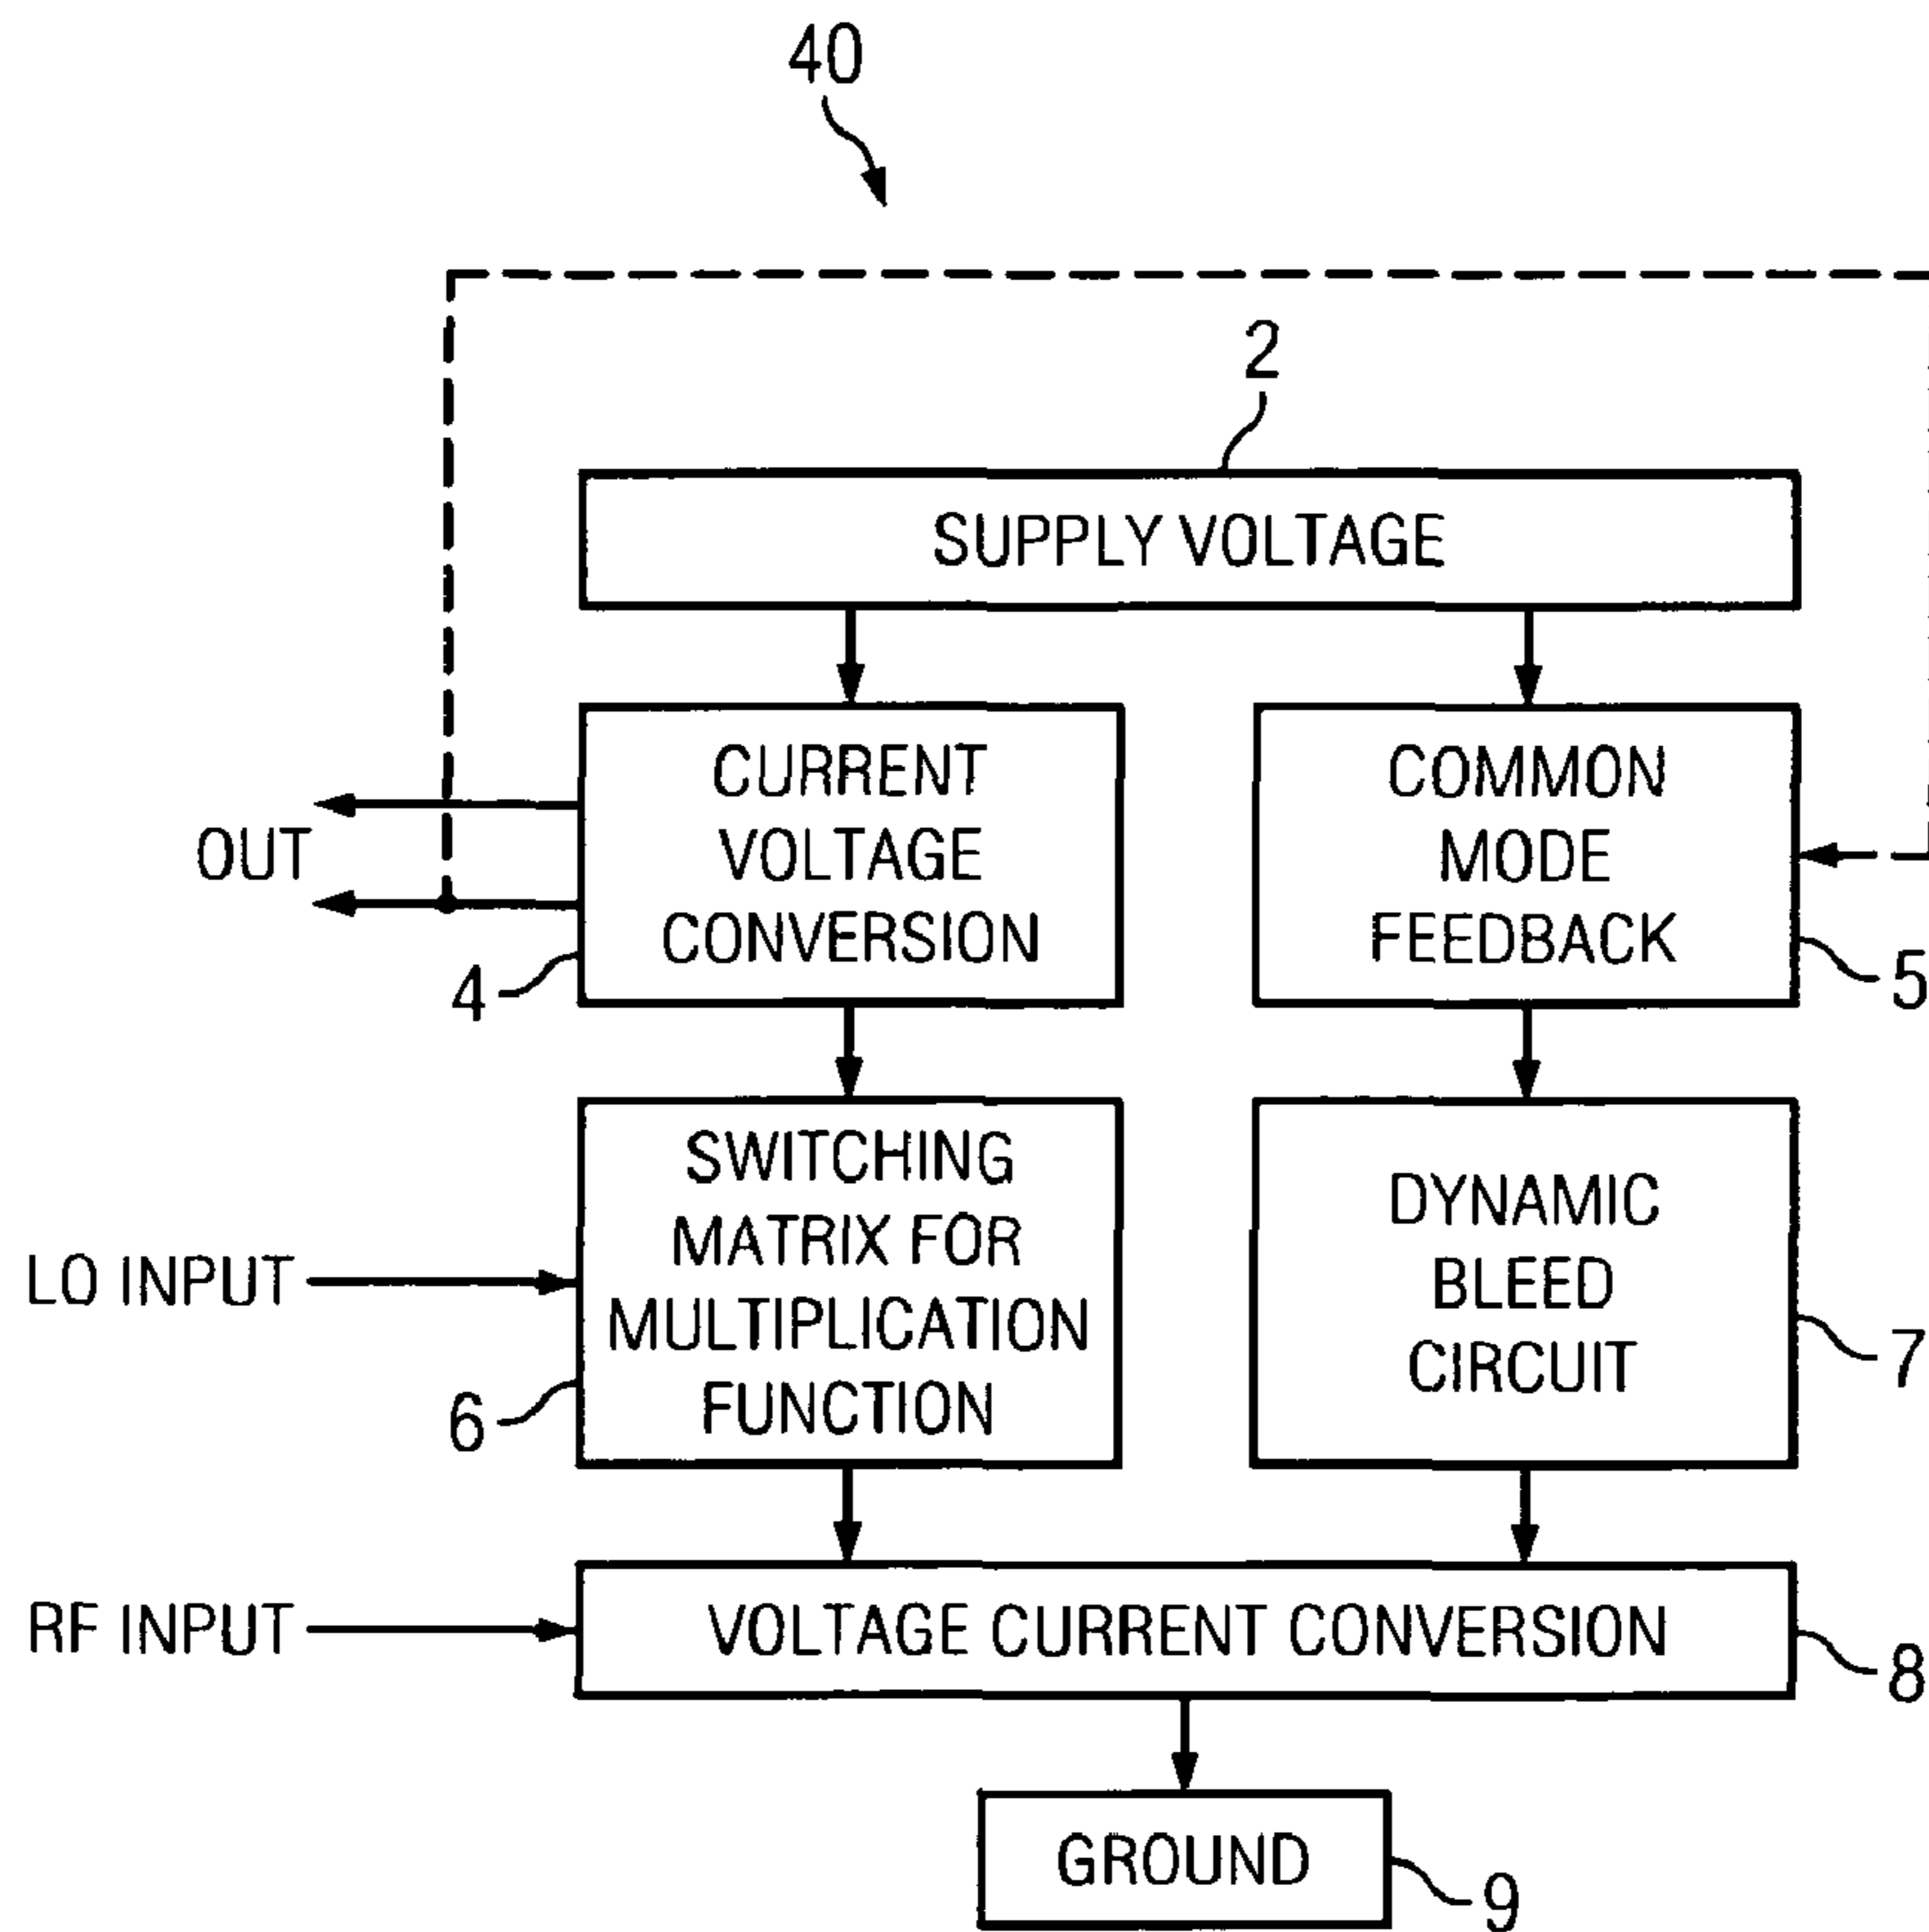 40
2
SUPPLY VOLTAGE
CURRENT
VOLTAGE
CONVERSION
4
OUT
COMMON
MODE
FEEDBACK
5
SWITCHING
MATRIX FOR
MULTIPLICATION
FUNCTION
6
LO INPUT
DYNAMIC
BLEED
CIRCUIT
7
RF INPUT
VOLTAGE CURRENT CONVERSION
8
GROUND
9